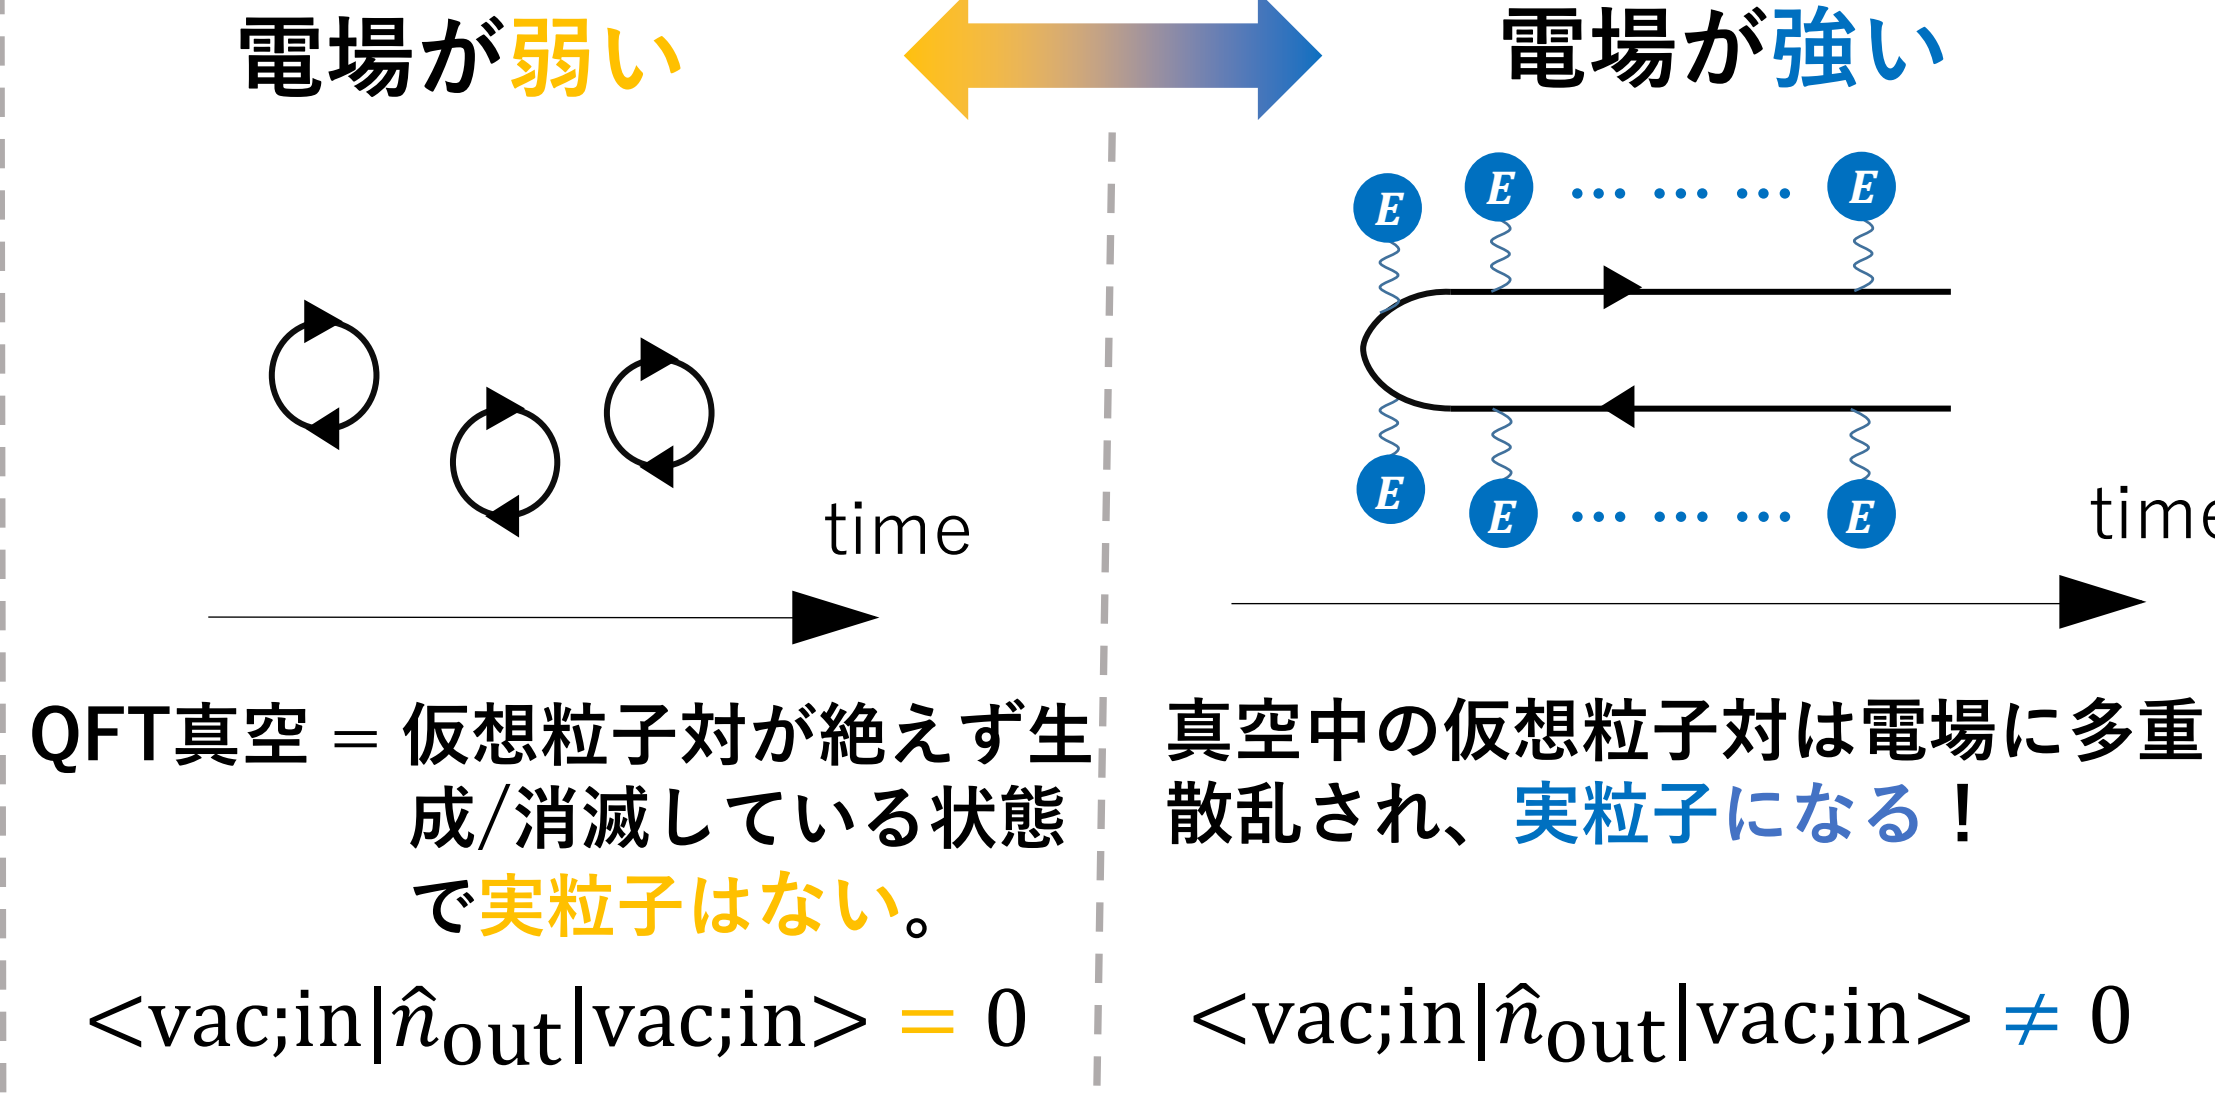 電場が弱い
電場が強い
E E … … … E
time
E E … … … E
time
QFT真空 = 仮想粒子対が絶えず生
成/消滅している状態
で実粒子はない。
<vac;in|n̂out|vac;in> = 0
真空中の仮想粒子対は電場に多重
散乱され、実粒子になる！
<vac;in|n̂out|vac;in> ≠ 0